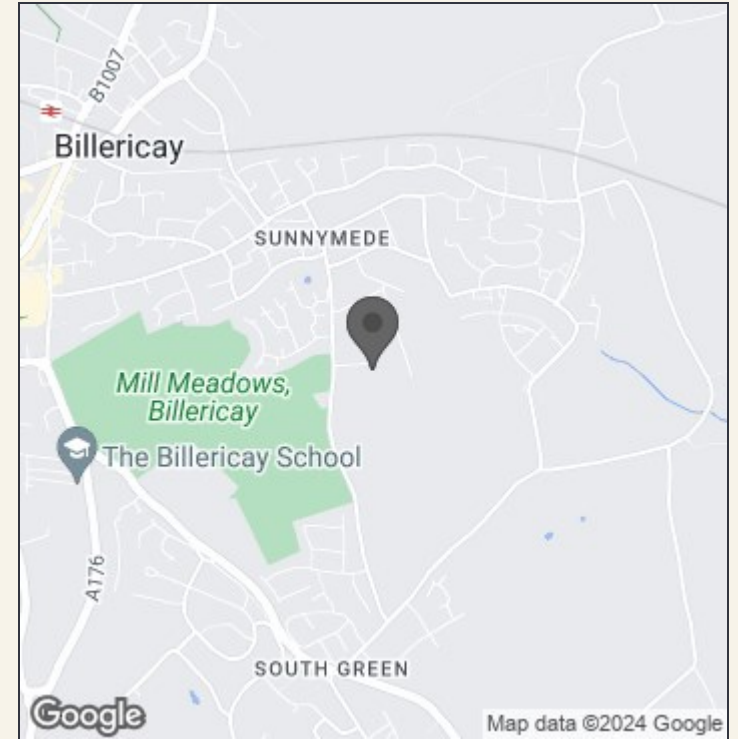 B1007
Billericay
SUNNYMEDE
Mill Meadows,
Billericay
The Billericay School
A176
SOUTH GREEN
Google
Map data ©2024 Google